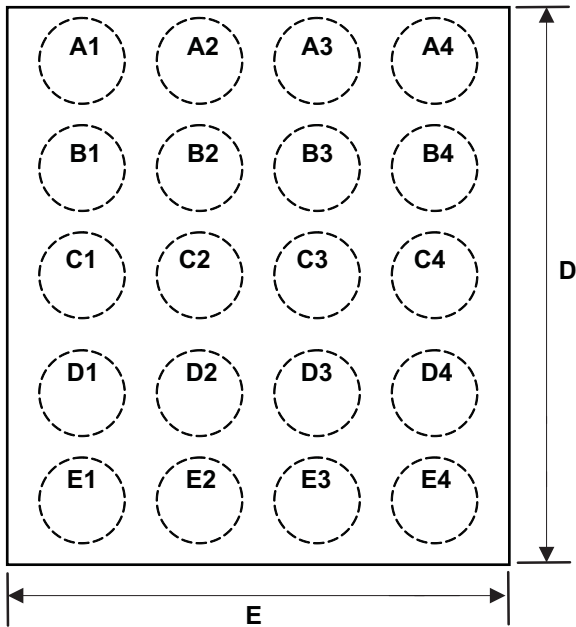 A1 A2 A3 A4
B1 B2 B3 B4
C1 C2 C3 C4
D
D1 D2 D3 D4
E1 E2 E3 E4
E